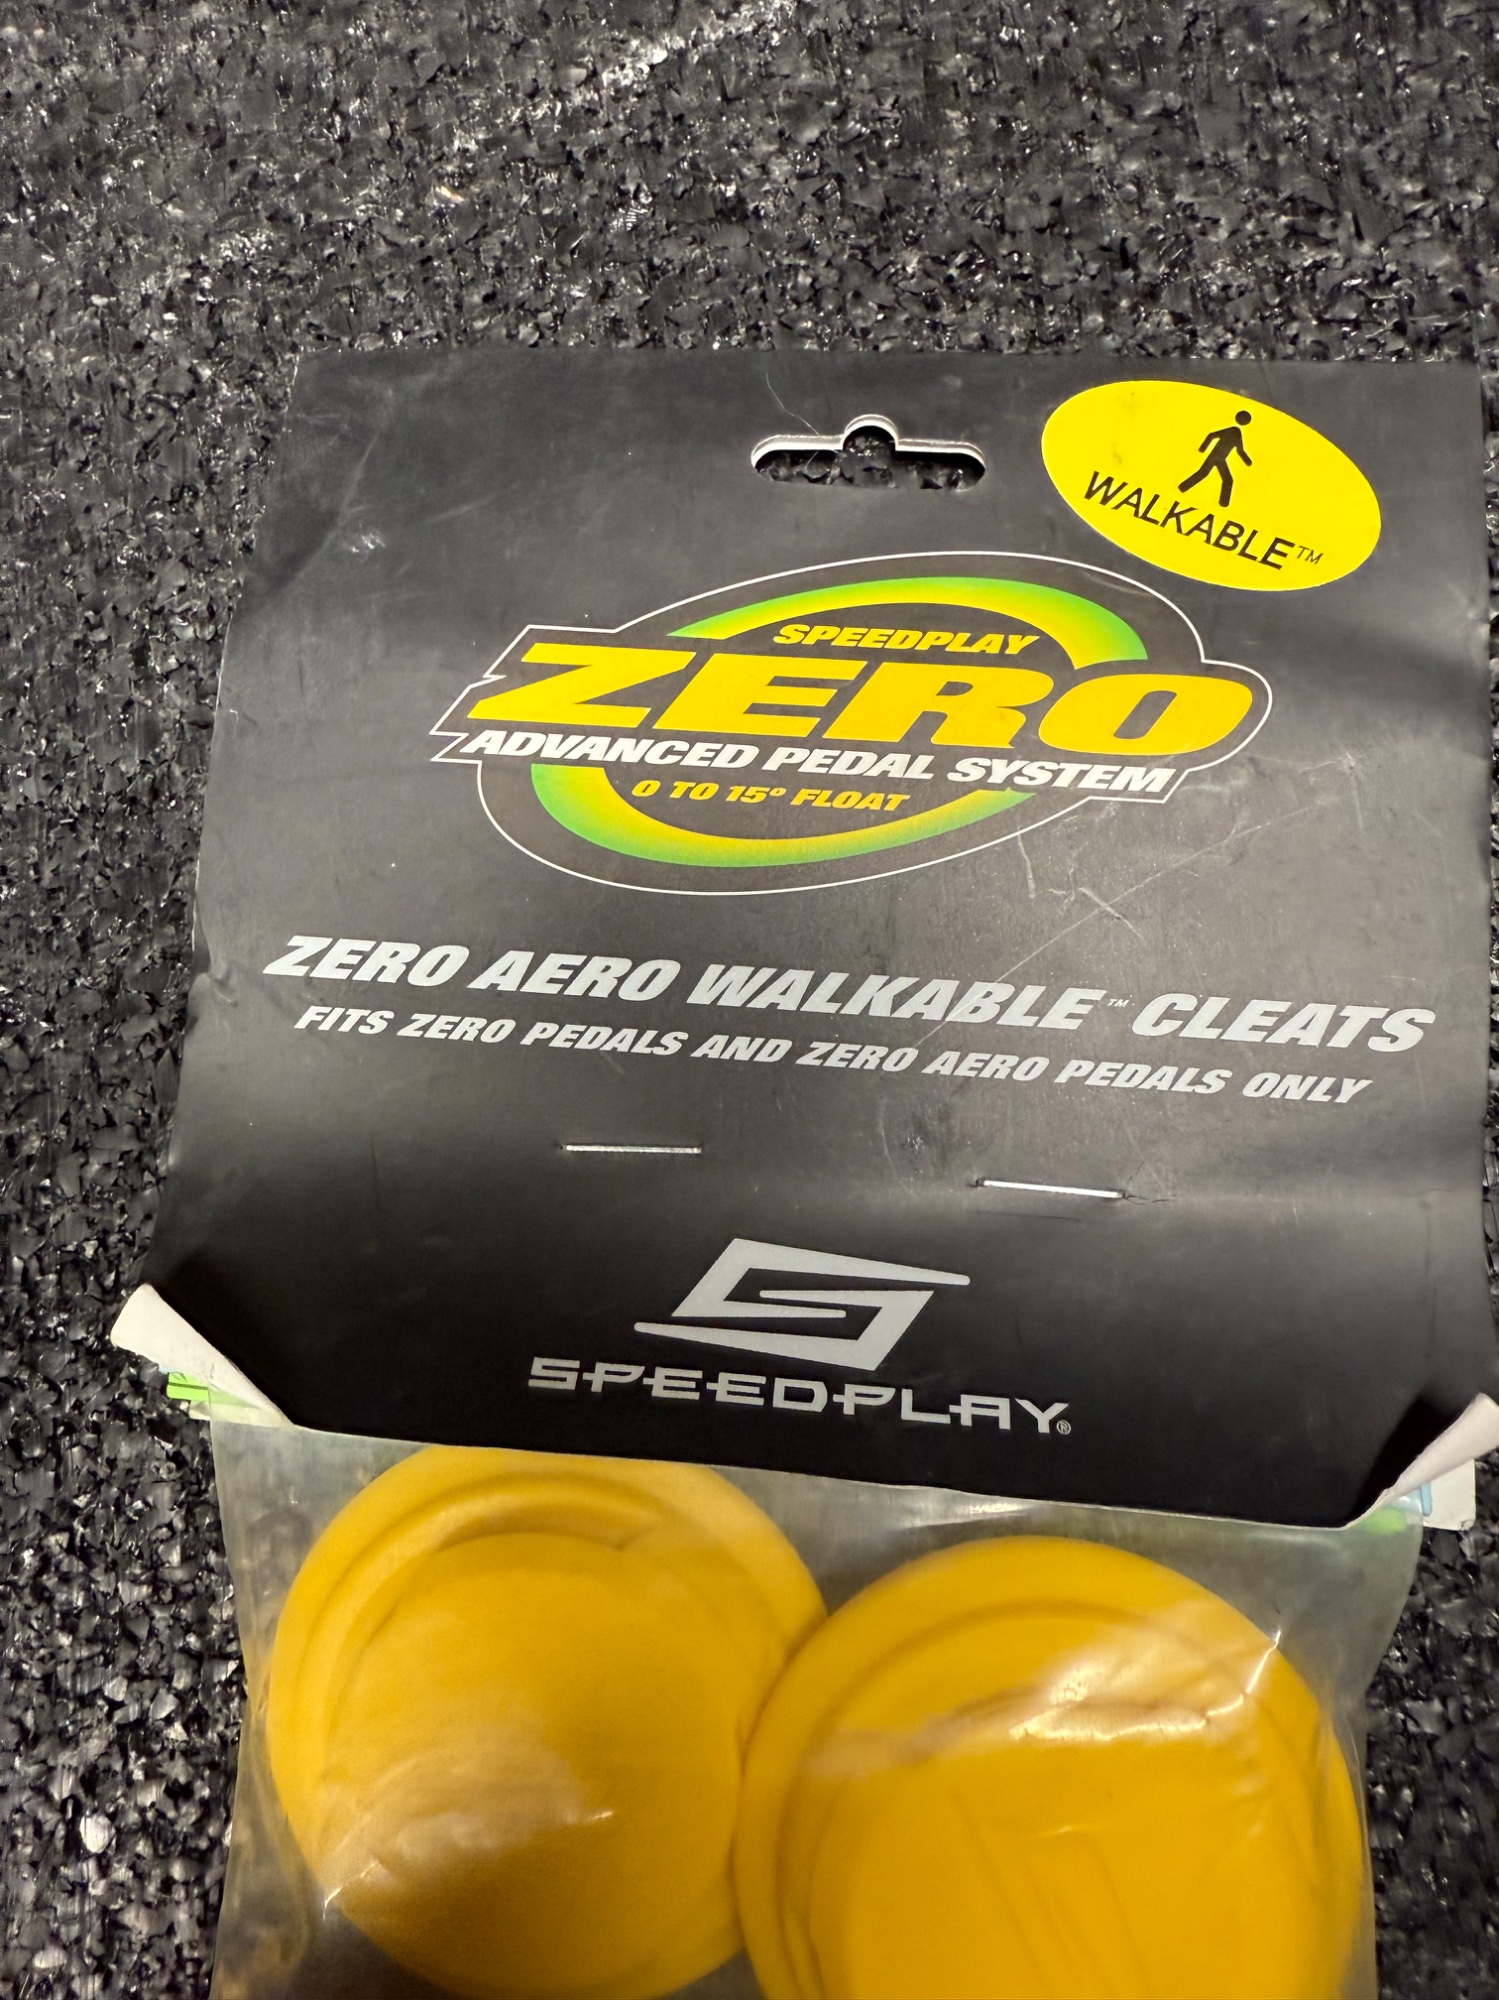 WALKABLE™
SPEEDPLAY
ZERO
ADVANCED PEDAL SYSTEM
0 TO 15° FLOAT
ZERO AERO WALKABLE™ CLEATS
FITS ZERO PEDALS AND ZERO AERO PEDALS ONLY
SPEEDPLAY®